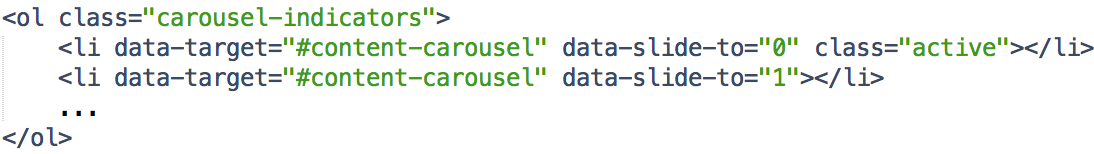 <ol class="carousel-indicators">
<li data-target="#content-carousel" data-slide-to="0" class="active"></li>
<li data-target="#content-carousel" data-slide-to="1"></li>
...
</ol>